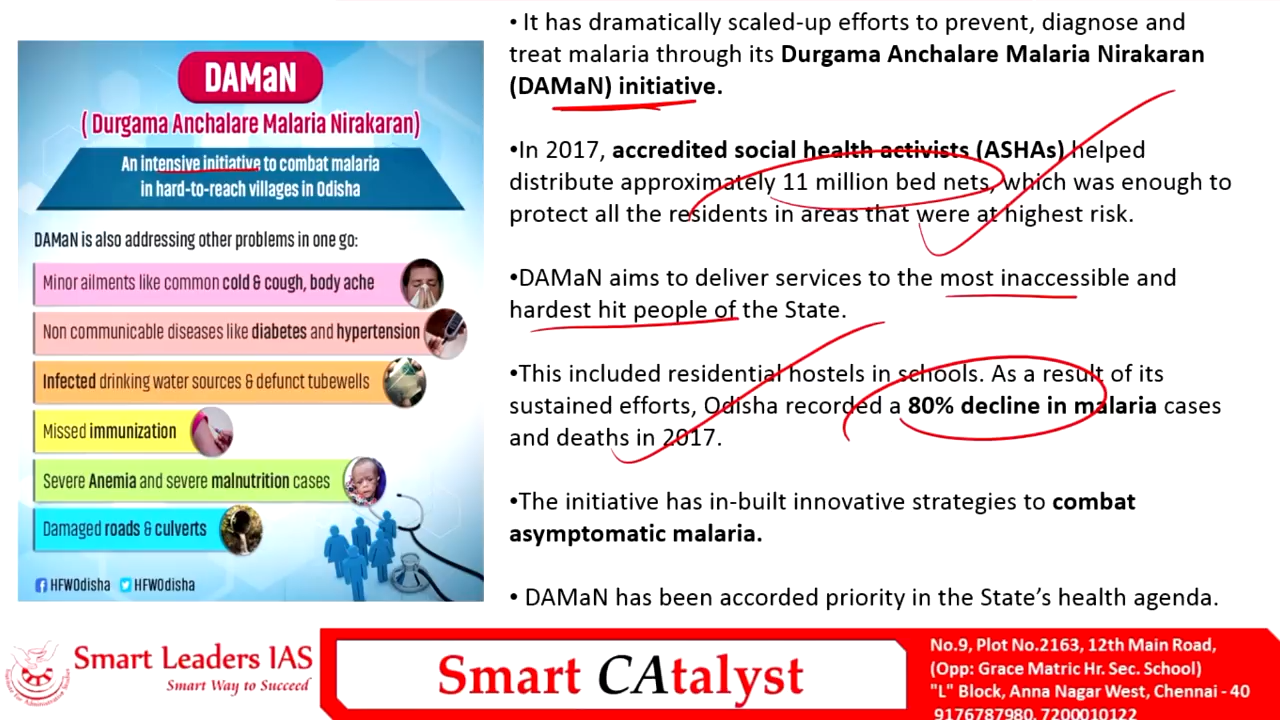 DAMaN
( Durgama Anchalare Malaria Nirakaran)
An intensive initiative to combat malaria
in hard-to-reach villages in Odisha
DAMaN is also addressing other problems in one go:
Minor ailments like common cold & cough, body ache
Non communicable diseases like diabetes and hypertension
Infected drinking water sources & defunct tubewells
Missed immunization
Severe Anemia and severe malnutrition cases
Damaged roads & culverts
HFWOdisha HFWOdisha
• It has dramatically scaled-up efforts to prevent, diagnose and
treat malaria through its Durgama Anchalare Malaria Nirakaran
(DAMaN) initiative.
•In 2017, accredited social health activists (ASHAs) helped
distribute approximately 11 million bed nets, which was enough to
protect all the residents in areas that were at highest risk.
•DAMaN aims to deliver services to the most inaccessible and
hardest hit people of the State.
•This included residential hostels in schools. As a result of its
sustained efforts, Odisha recorded a 80% decline in malaria cases
and deaths in 2017.
•The initiative has in-built innovative strategies to combat
asymptomatic malaria.
• DAMaN has been accorded priority in the State's health agenda.
Smart Leaders IAS
Smart Way to Succeed
Smart CAtalyst
No.9, Plot No.2163, 12th Main Road,
(Opp: Grace Matric Hr. Sec. School)
"L" Block, Anna Nagar West, Chennai - 40
9176787980, 7200010122